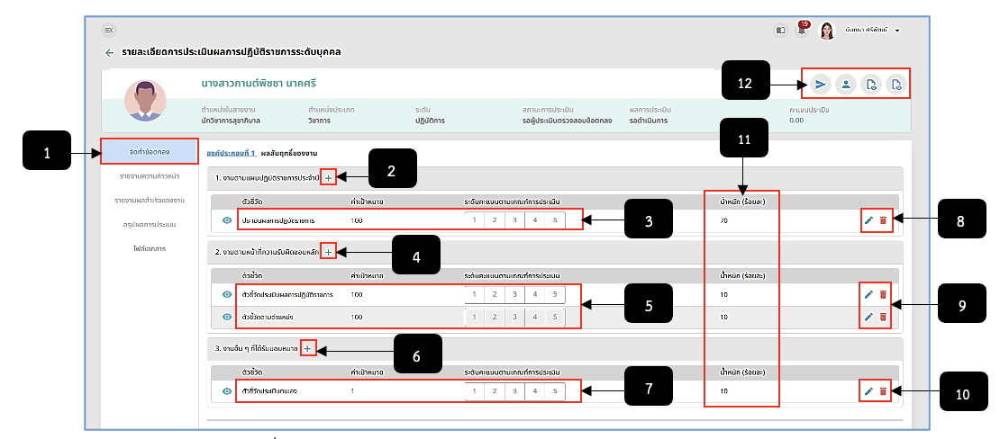 19
นันทนา ศรีพัฒน์
รายละเอียดการประเมินผลการปฏิบัติราชการระดับบุคคล
12
นางสาวกานต์พิชชา นาคศรี
ตำแหน่งในสายงาน ตำแหน่งประเภท ระดับ สถานะการประเมิน ผลการประเมิน คะแนนประเมิน
นักวิชาการสุขาภิบาล วิชาการ ปฏิบัติการ รอผู้ประเมินตรวจสอบข้อตกลง รอดำเนินการ 0.00
1
จัดทำข้อตกลง
รายงานความก้าวหน้า
รายงานผลสำเร็จของงาน
สรุปผลการประเมิน
ไฟล์เอกสาร
องค์ประกอบที่ 1 ผลสัมฤทธิ์ของงาน
11
1. งานตามแผนปฏิบัติราชการประจำปี +
2
ตัวชี้วัด ค่าเป้าหมาย ระดับคะแนนตามเกณฑ์การประเมิน น้ำหนัก (ร้อยละ)
ประเมินผลการปฏิบัติราชการ 100 1 2 3 4 5 70
3
8
2. งานตามหน้าที่ความรับผิดชอบหลัก +
4
ตัวชี้วัด ค่าเป้าหมาย ระดับคะแนนตามเกณฑ์การประเมิน น้ำหนัก (ร้อยละ)
ตัวชี้วัดประเมินผลการปฏิบัติราชการ 100 1 2 3 4 5 10
5
9
ตัวชี้วัดตามตำแหน่ง 100 1 2 3 4 5 10
3. งานอื่น ๆ ที่ได้รับมอบหมาย +
6
ตัวชี้วัด ค่าเป้าหมาย ระดับคะแนนตามเกณฑ์การประเมิน น้ำหนัก (ร้อยละ)
ตัวชี้วัดประเมินตนเอง 1 1 2 3 4 5 10
7
10